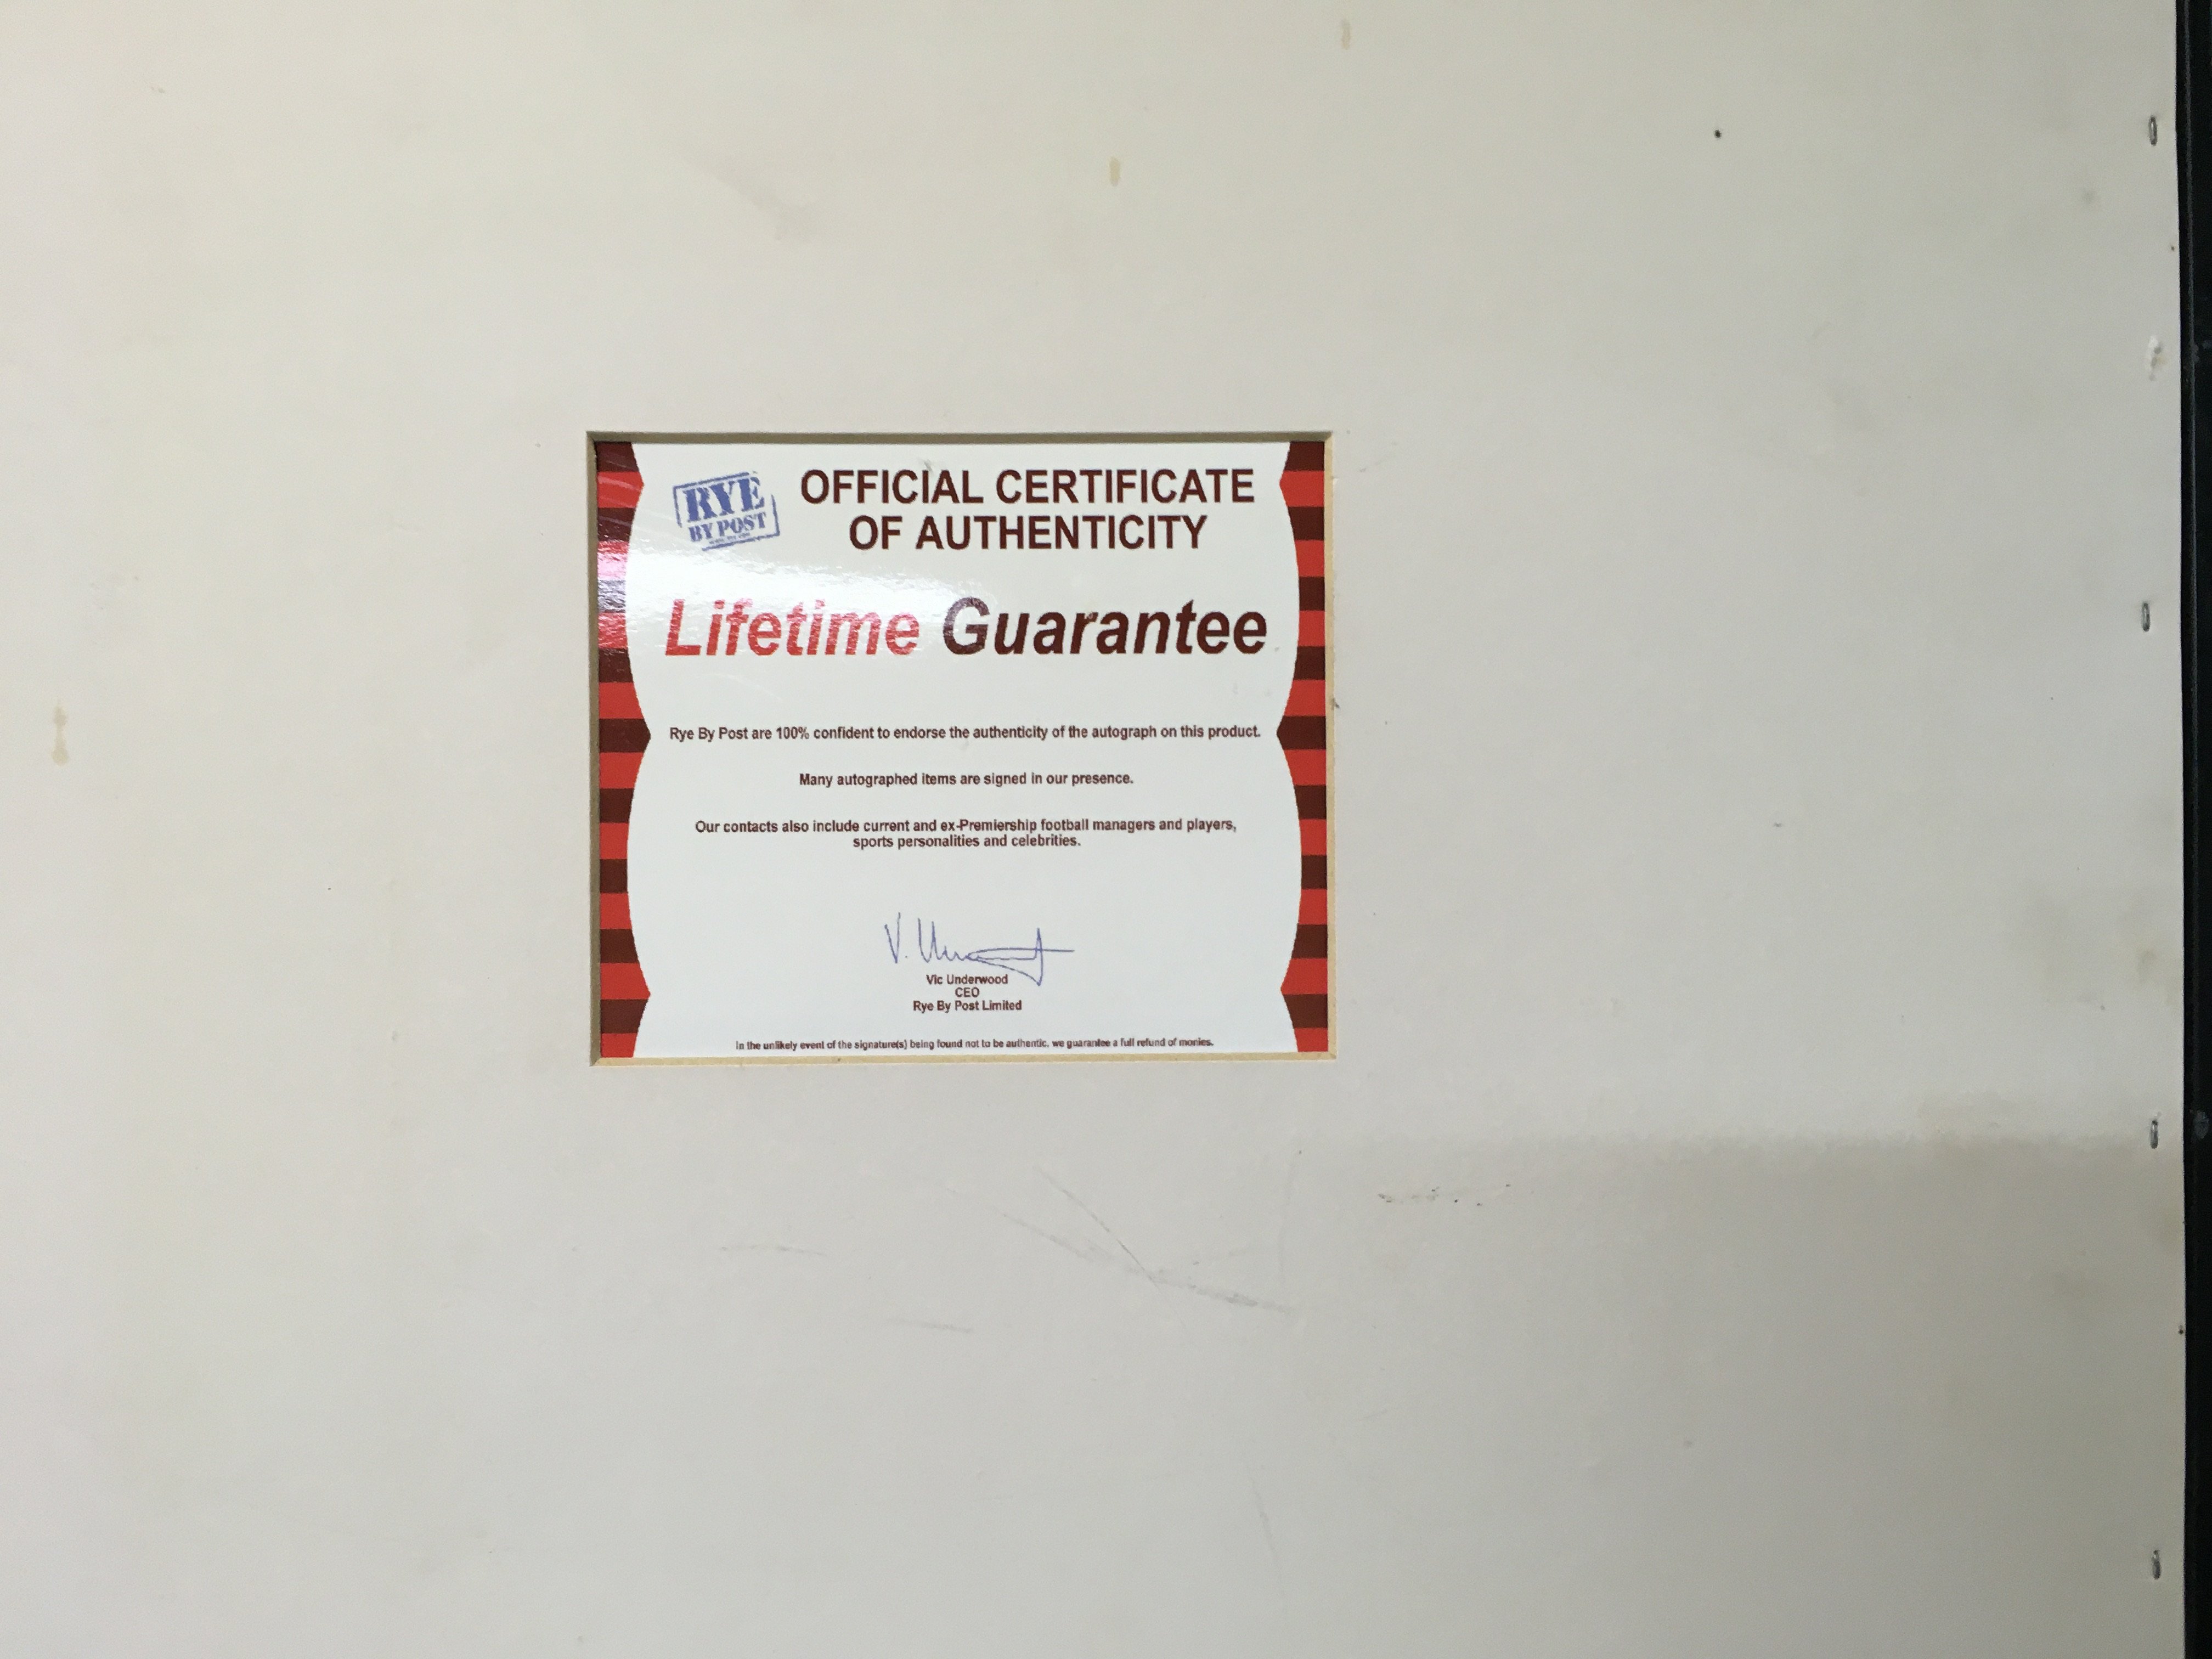 RYE
BY POST
OFFICIAL CERTIFICATE
OF AUTHENTICITY
Lifetime Guarantee
Rye By Post are 100% confident to endorse the authenticity of the autograph on this product.
Many autographed items are signed in our presence.
Our contacts also include current and ex-Premiership football managers and players,
sports personalities and celebrities.
Vic Underwood
CEO
Rye By Post Limited
In the unlikely event of the signature(s) being found not to be authentic, we guarantee a full refund of monies.